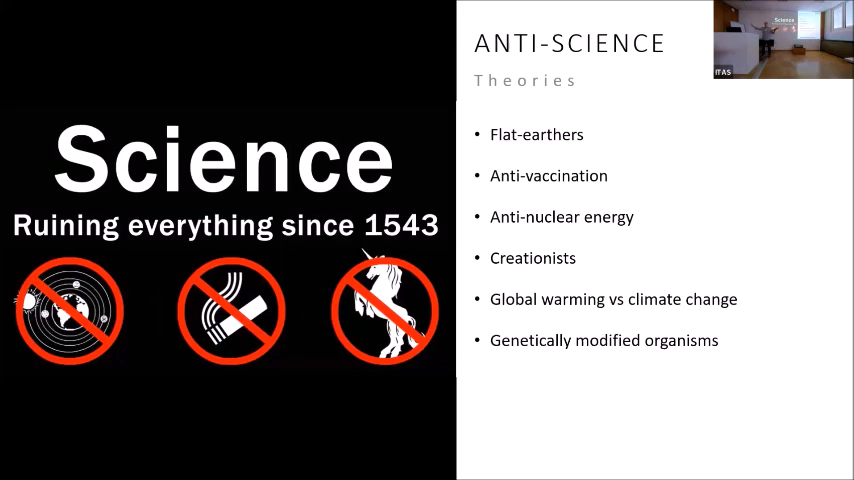 Science
Ruining everything since 1543
ANTI-SCIENCE
Theories
• Flat-earthers
• Anti-vaccination
• Anti-nuclear energy
• Creationists
• Global warming vs climate change
• Genetically modified organisms
Science
ITAS